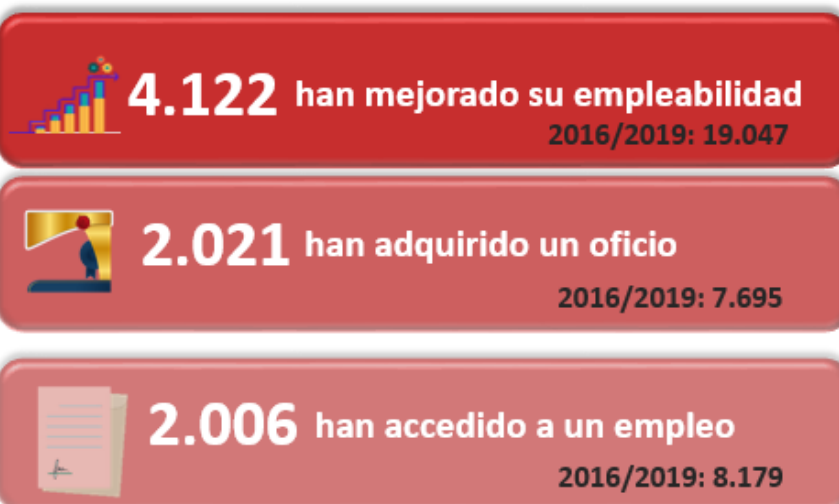 4.122 han mejorado su empleabilidad
2016/2019: 19.047
2.021 han adquirido un oficio
2016/2019: 7.695
2.006 han accedido a un empleo
2016/2019: 8.179